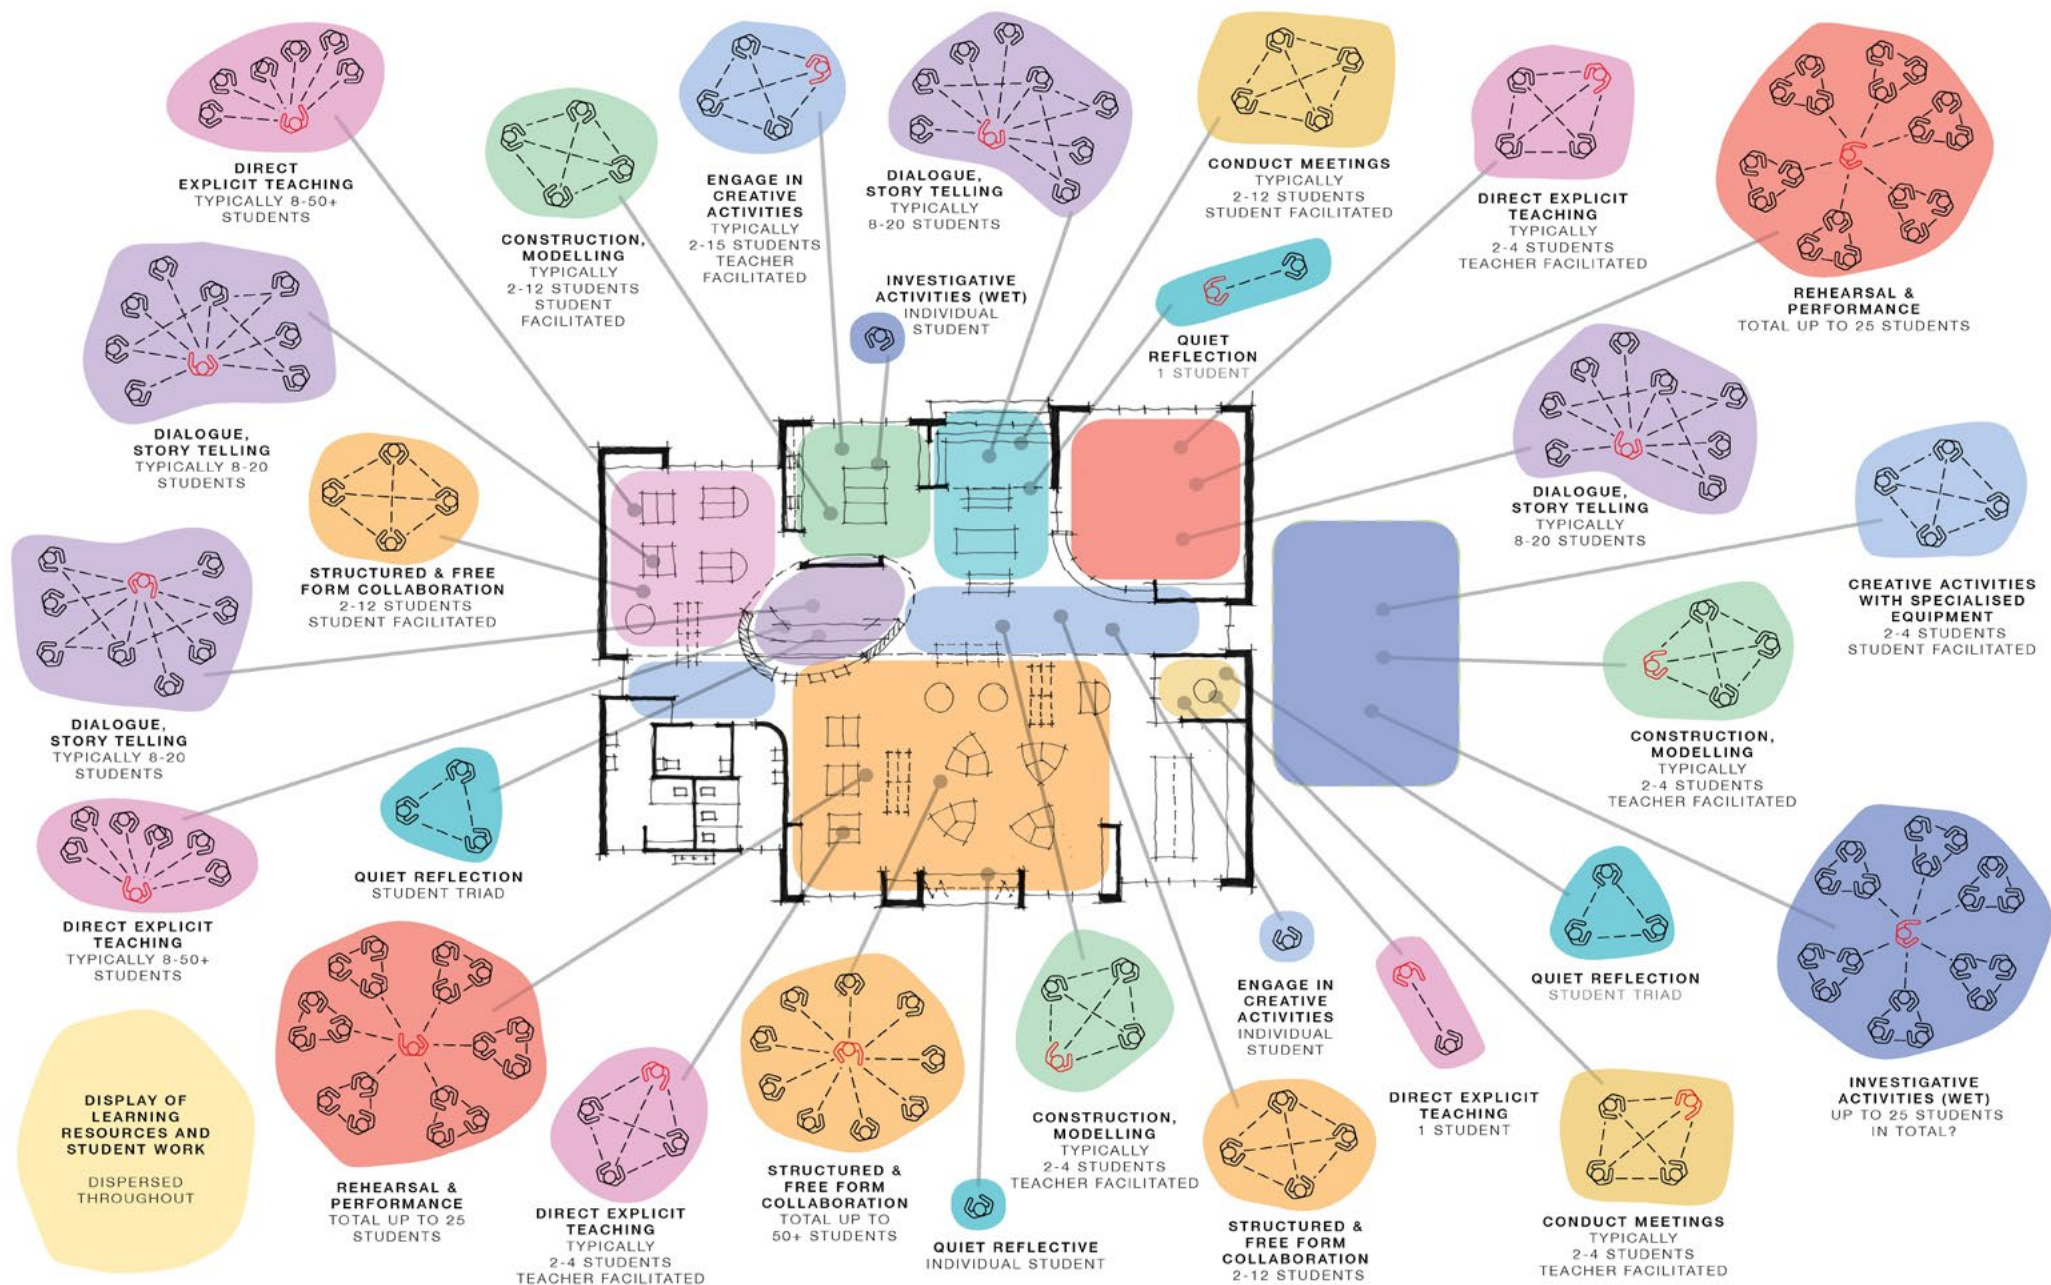 DIRECT
EXPLICIT TEACHING
TYPICALLY 8-50+
STUDENTS
CONSTRUCTION,
MODELLING
TYPICALLY
2-12 STUDENTS
STUDENT
FACILITATED
ENGAGE IN
CREATIVE
ACTIVITIES
TYPICALLY
2-15 STUDENTS
TEACHER
FACILITATED
DIALOGUE,
STORY TELLING
TYPICALLY
8-20 STUDENTS
INVESTIGATIVE
ACTIVITIES (WET)
INDIVIDUAL
STUDENT
CONDUCT MEETINGS
TYPICALLY
2-12 STUDENTS
STUDENT FACILITATED
QUIET
REFLECTION
1 STUDENT
DIRECT EXPLICIT
TEACHING
TYPICALLY
2-4 STUDENTS
TEACHER FACILITATED
REHEARSAL &
PERFORMANCE
TOTAL UP TO 25 STUDENTS
DIALOGUE,
STORY TELLING
TYPICALLY 8-20
STUDENTS
STRUCTURED & FREE
FORM COLLABORATION
2-12 STUDENTS
STUDENT FACILITATED
DIALOGUE,
STORY TELLING
TYPICALLY
8-20 STUDENTS
CREATIVE ACTIVITIES
WITH SPECIALISED
EQUIPMENT
2-4 STUDENTS
STUDENT FACILITATED
DIALOGUE,
STORY TELLING
TYPICALLY 8-20
STUDENTS
CONSTRUCTION,
MODELLING
TYPICALLY
2-4 STUDENTS
TEACHER FACILITATED
QUIET REFLECTION
STUDENT TRIAD
DIRECT EXPLICIT
TEACHING
TYPICALLY 8-50+
STUDENTS
QUIET REFLECTION
STUDENT TRIAD
DISPLAY OF
LEARNING
RESOURCES AND
STUDENT WORK
DISPERSED
THROUGHOUT
REHEARSAL &
PERFORMANCE
TOTAL UP TO 25
STUDENTS
DIRECT EXPLICIT
TEACHING
TYPICALLY
2-4 STUDENTS
TEACHER FACILITATED
STRUCTURED &
FREE FORM
COLLABORATION
TOTAL UP TO
50+ STUDENTS
QUIET REFLECTIVE
INDIVIDUAL STUDENT
CONSTRUCTION,
MODELLING
TYPICALLY
2-4 STUDENTS
TEACHER FACILITATED
ENGAGE IN
CREATIVE
ACTIVITIES
INDIVIDUAL
STUDENT
STRUCTURED &
FREE FORM
COLLABORATION
2-12 STUDENTS
DIRECT EXPLICIT
TEACHING
1 STUDENT
CONDUCT MEETINGS
TYPICALLY
2-4 STUDENTS
TEACHER FACILITATED
INVESTIGATIVE
ACTIVITIES (WET)
UP TO 25 STUDENTS
IN TOTAL?